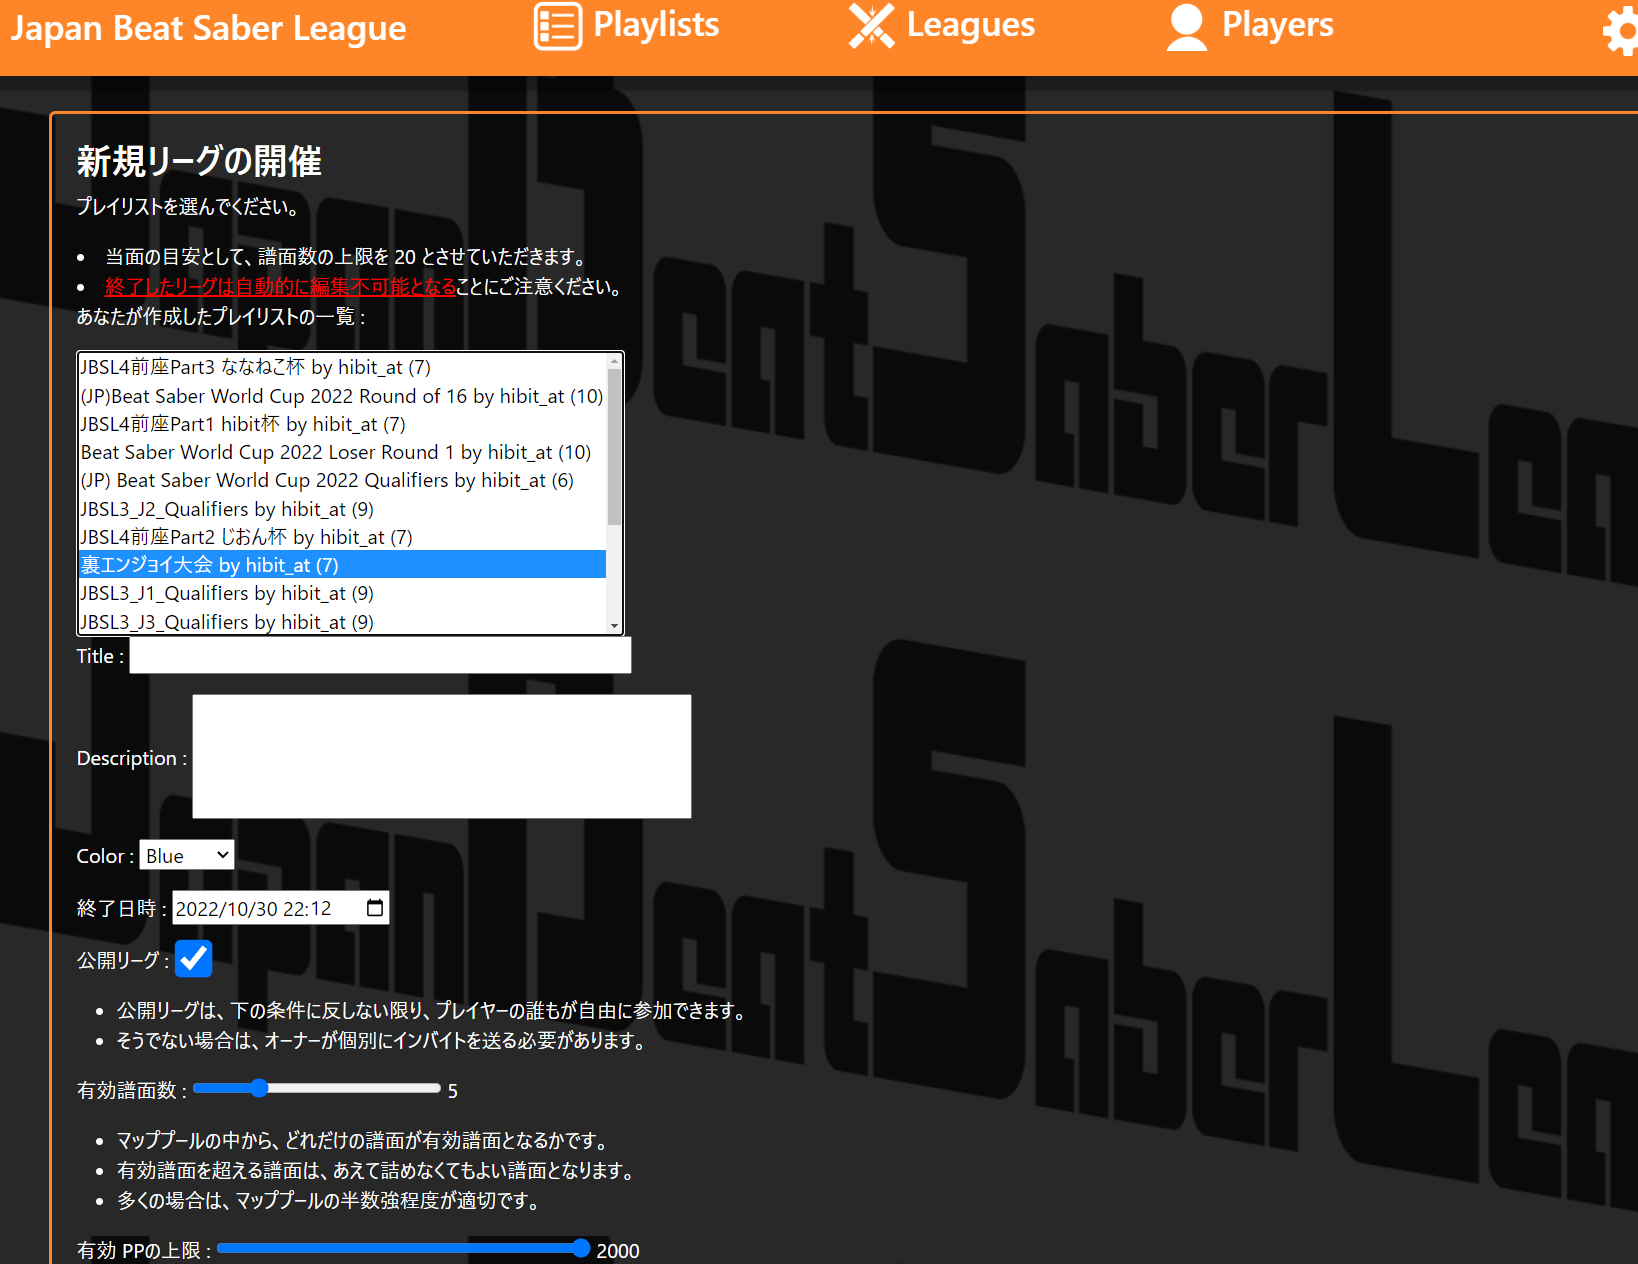 Japan Beat Saber League
Playlists
Leagues
Players
新規リーグの開催
プレイリストを選んでください。
当面の目安として、譜面数の上限を 20 とさせていただきます。
終了したリーグは自動的に編集不可能となることにご注意ください。
あなたが作成したプレイリストの一覧 :
JBSL4前座Part3 ななねこ杯 by hibit_at (7)
(JP)Beat Saber World Cup 2022 Round of 16 by hibit_at (10)
JBSL4前座Part1 hibit杯 by hibit_at (7)
Beat Saber World Cup 2022 Loser Round 1 by hibit_at (10)
(JP) Beat Saber World Cup 2022 Qualifiers by hibit_at (6)
JBSL3_J2_Qualifiers by hibit_at (9)
JBSL4前座Part2 じおん杯 by hibit_at (7)
裏エンジョイ大会 by hibit_at (7)
JBSL3_J1_Qualifiers by hibit_at (9)
JBSL3_J3_Qualifiers by hibit_at (9)
Title :
Description :
Color : Blue
終了日時 : 2022/10/30 22:12
公開リーグ :
公開リーグは、下の条件に反しない限り、プレイヤーの誰もが自由に参加できます。
そうでない場合は、オーナーが個別にインバイトを送る必要があります。
有効譜面数 : 5
マッププールの中から、どれだけの譜面が有効譜面となるかです。
有効譜面を超える譜面は、あえて詰めなくてもよい譜面となります。
多くの場合は、マッププールの半数強程度が適切です。
有効 PPの上限 : 2000